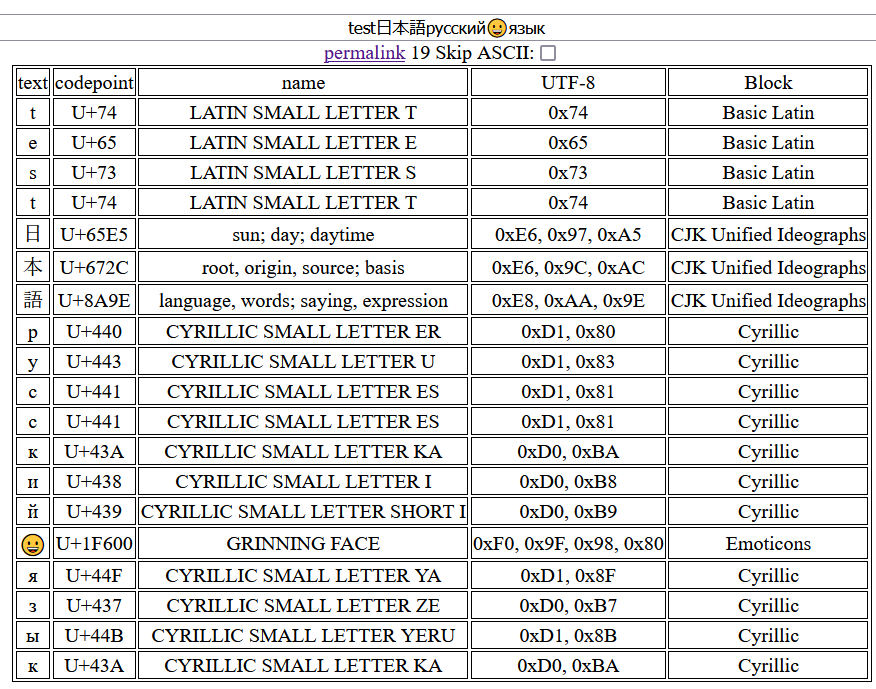 test日本語русский😀язык
permalink 19 Skip ASCII:
text codepoint name UTF-8 Block
t U+74 LATIN SMALL LETTER T 0x74 Basic Latin
e U+65 LATIN SMALL LETTER E 0x65 Basic Latin
s U+73 LATIN SMALL LETTER S 0x73 Basic Latin
t U+74 LATIN SMALL LETTER T 0x74 Basic Latin
日 U+65E5 sun; day; daytime 0xE6, 0x97, 0xA5 CJK Unified Ideographs
本 U+672C root, origin, source; basis 0xE6, 0x9C, 0xAC CJK Unified Ideographs
語 U+8A9E language, words; saying, expression 0xE8, 0xAA, 0x9E CJK Unified Ideographs
р U+440 CYRILLIC SMALL LETTER ER 0xD1, 0x80 Cyrillic
у U+443 CYRILLIC SMALL LETTER U 0xD1, 0x83 Cyrillic
с U+441 CYRILLIC SMALL LETTER ES 0xD1, 0x81 Cyrillic
с U+441 CYRILLIC SMALL LETTER ES 0xD1, 0x81 Cyrillic
к U+43A CYRILLIC SMALL LETTER KA 0xD0, 0xBA Cyrillic
и U+438 CYRILLIC SMALL LETTER I 0xD0, 0xB8 Cyrillic
й U+439 CYRILLIC SMALL LETTER SHORT I 0xD0, 0xB9 Cyrillic
😀 U+1F600 GRINNING FACE 0xF0, 0x9F, 0x98, 0x80 Emoticons
я U+44F CYRILLIC SMALL LETTER YA 0xD1, 0x8F Cyrillic
з U+437 CYRILLIC SMALL LETTER ZE 0xD0, 0xB7 Cyrillic
ы U+44B CYRILLIC SMALL LETTER YERU 0xD1, 0x8B Cyrillic
к U+43A CYRILLIC SMALL LETTER KA 0xD0, 0xBA Cyrillic